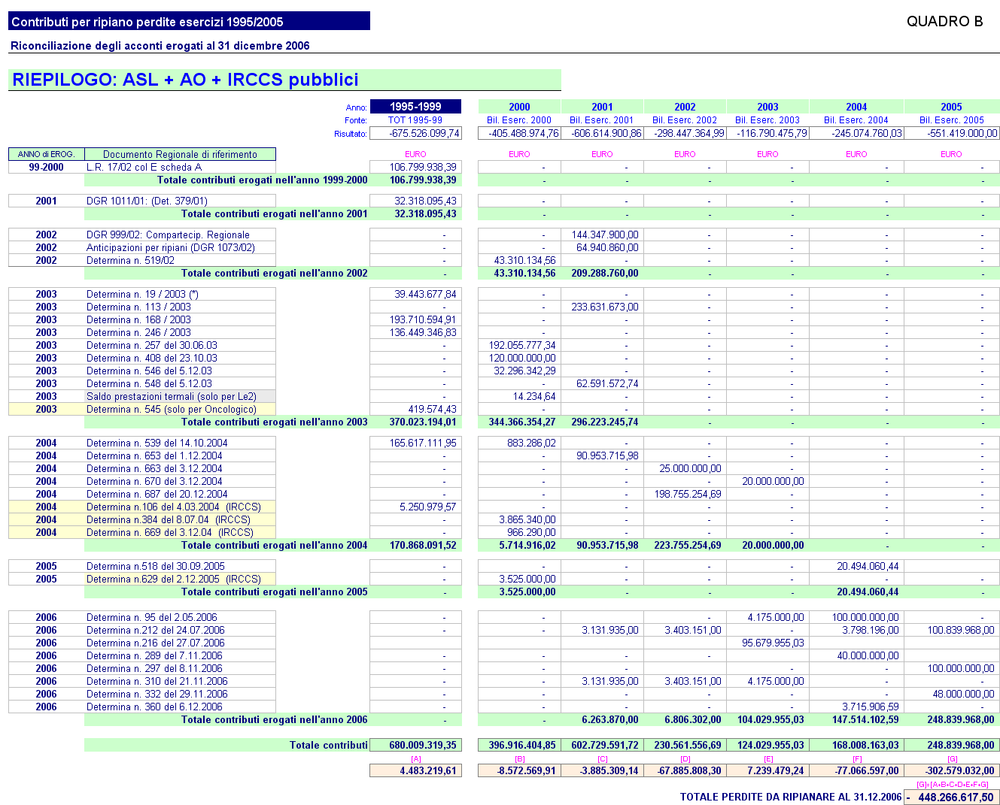 Contributi per ripiano perdite esercizi 1995/2005 QUADRO B
Riconciliazione degli acconti erogati al 31 dicembre 2006
RIEPILOGO: ASL + AO + IRCCS pubblici
Anno: 1995-1999 2000 2001 2002 2003 2004 2005
Fonte: TOT 1995-99 Bil. Eserc. 2000 Bil. Eserc. 2001 Bil. Eserc. 2002 Bil. Eserc. 2003 Bil. Eserc. 2004 Bil. Eserc. 2005
Risultato: -675.526.099,74 -405.488.974,76 -606.614.900,86 -298.447.364,99 -116.790.475,79 -245.074.760,03 -551.419.000,00
ANNO di EROG. Documento Regionale di riferimento EURO EURO EURO EURO EURO EURO EURO
99-2000 L.R. 17/02 col E scheda A 106.799.938,39 - - - - - -
Totale contributi erogati nell'anno 1999-2000 106.799.938,39 - - - - - -
2001 DGR 1011/01: (Det. 379/01) 32.318.095,43 - - - - - -
Totale contributi erogati nell'anno 2001 32.318.095,43 - - - - - -
2002 DGR 999/02: Compartecip. Regionale - - 144.347.900,00 - - - -
2002 Anticipazioni per ripiani (DGR 1073/02) - - 64.940.860,00 - - - -
2002 Determina n. 519/02 - 43.310.134,56 - - - - -
Totale contributi erogati nell'anno 2002 - 43.310.134,56 209.288.760,00 - - - -
2003 Determina n. 19 / 2003 (*) 39.443.677,84 - - - - - -
2003 Determina n. 113 / 2003 - - 233.631.673,00 - - - -
2003 Determina n. 168 / 2003 193.710.594,91 - - - - - -
2003 Determina n. 246 / 2003 136.449.346,83 - - - - - -
2003 Determina n. 257 del 30.06.03 - 192.055.777,34 - - - - -
2003 Determina n. 408 del 23.10.03 - 120.000.000,00 - - - - -
2003 Determina n. 546 del 5.12.03 - 32.296.342,29 - - - - -
2003 Determina n. 548 del 5.12.03 - - 62.591.572,74 - - - -
2003 Saldo prestazioni termali (solo per Le2) - 14.234,64 - - - - -
2003 Determina n. 545 (solo per Oncologico) 419.574,43 - - - - - -
Totale contributi erogati nell'anno 2003 370.023.194,01 344.366.354,27 296.223.245,74 - - - -
2004 Determina n. 539 del 14.10.2004 165.617.111,95 883.286,02 - - - - -
2004 Determina n. 653 del 1.12.2004 - - 90.953.715,98 - - - -
2004 Determina n. 663 del 3.12.2004 - - - 25.000.000,00 - - -
2004 Determina n. 670 del 3.12.2004 - - - - 20.000.000,00 - -
2004 Determina n. 687 del 20.12.2004 - - - 198.755.254,69 - - -
2004 Determina n.106 del 4.03.2004 (IRCCS) 5.250.979,57 - - - - - -
2004 Determina n.384 del 8.07.04 (IRCCS) - 3.865.340,00 - - - - -
2004 Determina n. 669 del 3.12.04 (IRCCS) - 966.290,00 - - - - -
Totale contributi erogati nell'anno 2004 170.868.091,52 5.714.916,02 90.953.715,98 223.755.254,69 20.000.000,00 - -
2005 Determina n.518 del 30.09.2005 - - - - - 20.494.060,44
2005 Determina n.629 del 2.12.2005 (IRCCS) - 3.525.000,00 - - - - -
Totale contributi erogati nell'anno 2005 - 3.525.000,00 - - - 20.494.060,44 -
2006 Determina n. 95 del 2.05.2006 - - - - 4.175.000,00 100.000.000,00 -
2006 Determina n.212 del 24.07.2006 - - 3.131.935,00 3.403.151,00 - 3.798.196,00 100.839.968,00
2006 Determina n.216 del 27.07.2006 95.679.955,03
2006 Determina n. 289 del 7.11.2006 - - - - 40.000.000,00
2006 Determina n. 297 del 8.11.2006 - - - - - - 100.000.000,00
2006 Determina n. 310 del 21.11.2006 - - 3.131.935,00 3.403.151,00 4.175.000,00 - -
2006 Determina n. 332 del 29.11.2006 - - - - - - 48.000.000,00
2006 Determina n. 360 del 6.12.2006 - - - - - 3.715.906,59 -
Totale contributi erogati nell'anno 2006 - - 6.263.870,00 6.806.302,00 104.029.955,03 147.514.102,59 248.839.968,00
Totale contributi 680.009.319,35 396.916.404,85 602.729.591,72 230.561.556,69 124.029.955,03 168.008.163,03 248.839.968,00
[A] [B] [C] [D] [E] [F] [G]
4.483.219,61 -8.572.569,91 -3.885.309,14 -67.885.808,30 7.239.479,24 -77.066.597,00 -302.579.032,00
[G]=[A+B+C+D+E+F+G]
TOTALE PERDITE DA RIPIANARE AL 31.12.2006 - 448.266.617,50